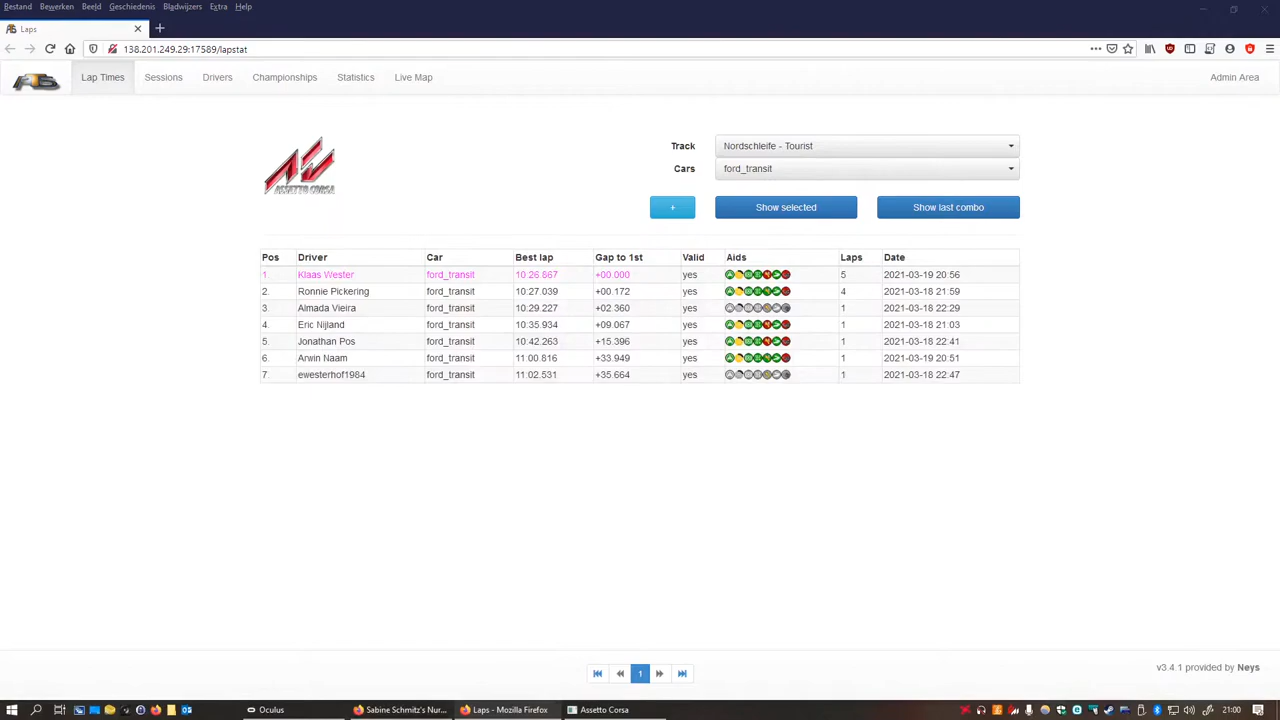 Bestand Bewerken Beeld Geschiedenis Bladwijzers Extra Help
Laps
138.201.249.29:17589/lapstat
Lap Times Sessions Drivers Championships Statistics Live Map Admin Area
ASSETTO CORSA
Track Nordschleife - Tourist
Cars ford_transit
+ Show selected Show last combo
Pos Driver Car Best lap Gap to 1st Valid Aids Laps Date
1. Klaas Wester ford_transit 10:26.867 +00.000 yes 5 2021-03-19 20:56
2. Ronnie Pickering ford_transit 10:27.039 +00.172 yes 4 2021-03-18 21:59
3. Almada Vieira ford_transit 10:29.227 +02.360 yes 1 2021-03-18 22:29
4. Eric Nijland ford_transit 10:35.934 +09.067 yes 1 2021-03-18 21:03
5. Jonathan Pos ford_transit 10:42.263 +15.396 yes 1 2021-03-18 22:41
6. Arwin Naam ford_transit 11:00.816 +33.949 yes 1 2021-03-19 20:51
7. ewesterhof1984 ford_transit 11:02.531 +35.664 yes 1 2021-03-18 22:47
1
v3.4.1 provided by Neys
Oculus Sabine Schmitz's Nur... Laps - Mozilla Firefox Assetto Corsa 21:00